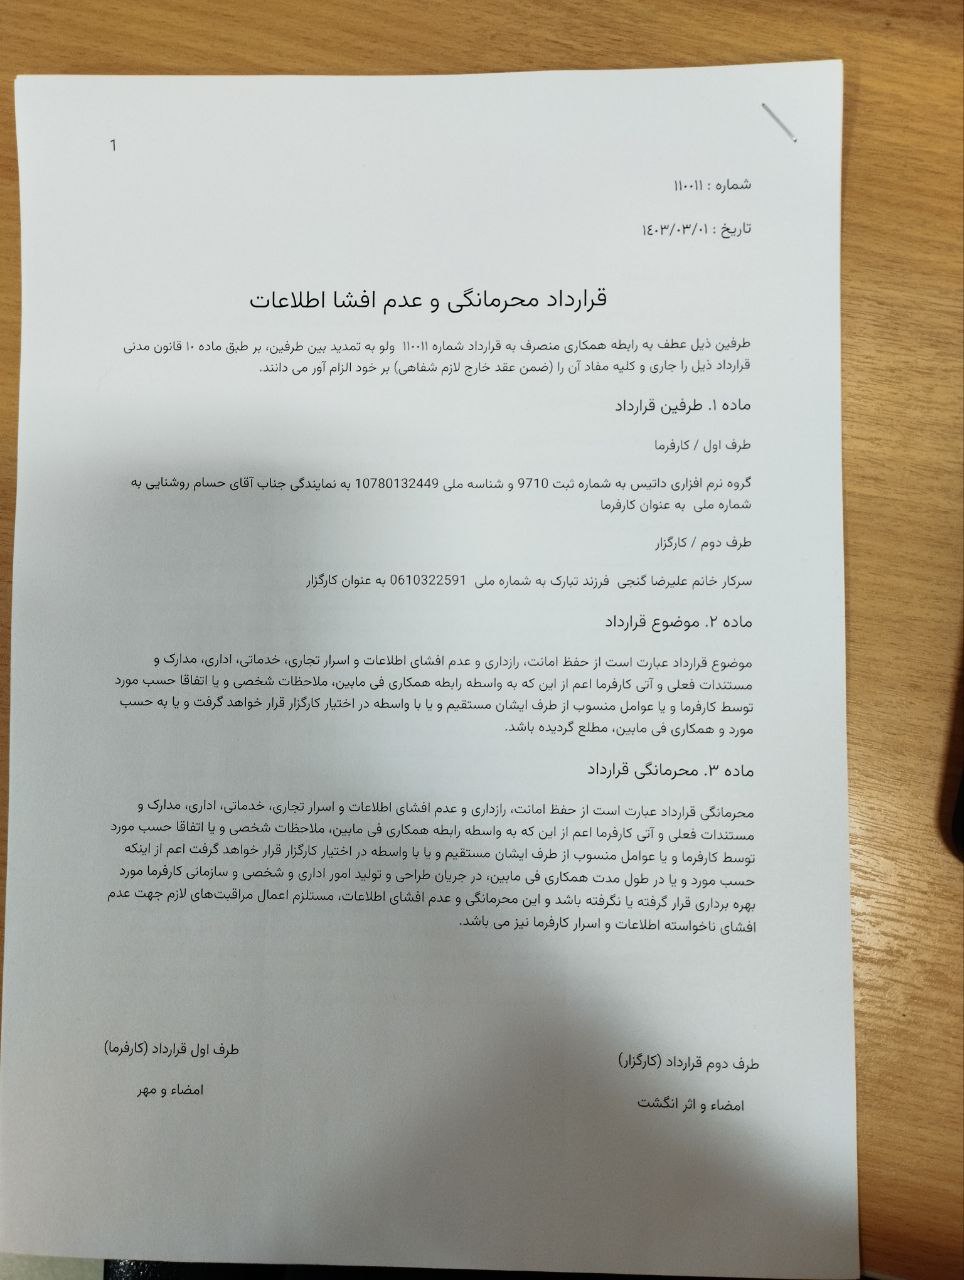 1
شماره : ۱۱۰۰۱۱
تاریخ : ۱۴۰۳/۰۳/۰۱
قرارداد محرمانگی و عدم افشا اطلاعات
طرفین ذیل عطف به رابطه همکاری منصرف به قرارداد شماره ۱۱۰۰۱۱ ولو به تمدید بین طرفین، بر طبق ماده ۱۰ قانون مدنی
قرارداد ذیل را جاری و کلیه مفاد آن را (ضمن عقد خارج لازم شفاهی) بر خود الزام آور می دانند.
ماده ۱. طرفین قرارداد
طرف اول / کارفرما
گروه نرم افزاری داتیس به شماره ثبت 9710 و شناسه ملی 10780132449 به نمایندگی جناب آقای حسام روشنایی به
شماره ملی به عنوان کارفرما
طرف دوم / کارگزار
سرکار خانم علیرضا گنجی فرزند تبارک به شماره ملی 0610322591 به عنوان کارگزار
ماده ۲. موضوع قرارداد
موضوع قرارداد عبارت است از حفظ امانت، رازداری و عدم افشای اطلاعات و اسرار تجاری، خدماتی، اداری، مدارک و
مستندات فعلی و آتی کارفرما اعم از این که به واسطه رابطه همکاری فی مابین، ملاحظات شخصی و یا اتفاقا حسب مورد
توسط کارفرما و یا عوامل منسوب از طرف ایشان مستقیم و یا با واسطه در اختیار کارگزار قرار خواهد گرفت و یا به حسب
مورد و همکاری فی مابین، مطلع گردیده باشد.
ماده ۳. محرمانگی قرارداد
محرمانگی قرارداد عبارت است از حفظ امانت، رازداری و عدم افشای اطلاعات و اسرار تجاری، خدماتی، اداری، مدارک و
مستندات فعلی و آتی کارفرما اعم از این که به واسطه رابطه همکاری فی مابین، ملاحظات شخصی و یا اتفاقا حسب مورد
توسط کارفرما و یا عوامل منسوب از طرف ایشان مستقیم و یا با واسطه در اختیار کارگزار قرار خواهد گرفت اعم از اینکه
حسب مورد و یا در طول مدت همکاری فی مابین، در جریان طراحی و تولید امور اداری و شخصی و سازمانی کارفرما مورد
بهره برداری قرار گرفته یا نگرفته باشد و این محرمانگی و عدم افشای اطلاعات، مستلزم اعمال مراقبت‌های لازم جهت عدم
افشای ناخواسته اطلاعات و اسرار کارفرما نیز می باشد.
طرف دوم قرارداد (کارگزار)
امضاء و اثر انگشت
طرف اول قرارداد (کارفرما)
امضاء و مهر